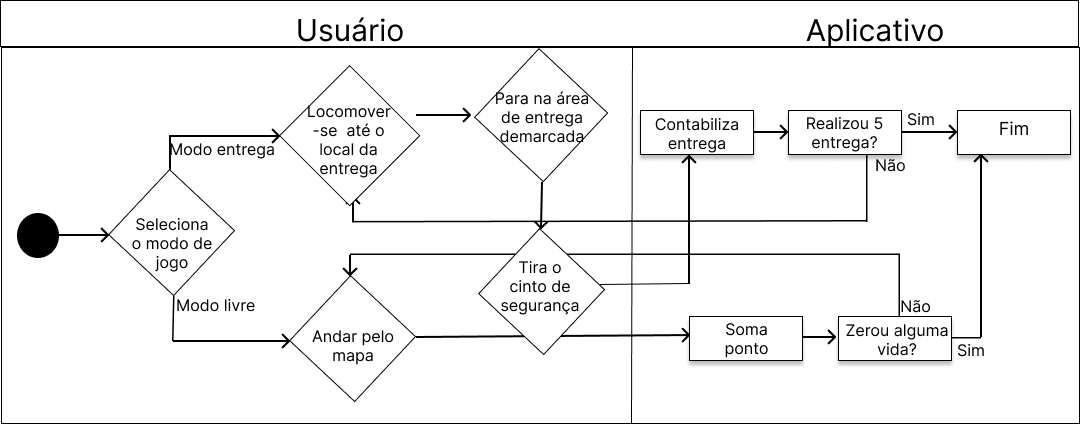 Usuário
Aplicativo
Modo entrega
Locomover
-se até o
local da
entrega
Para na área
de entrega
demarcada
Contabiliza
entrega
Realizou 5
entrega?
Sim
Fim
Não
Seleciona
o modo de
jogo
Modo livre
Tira o
cinto de
segurança
Andar pelo
mapa
Soma
ponto
Não
Zerou alguma
vida?
Sim